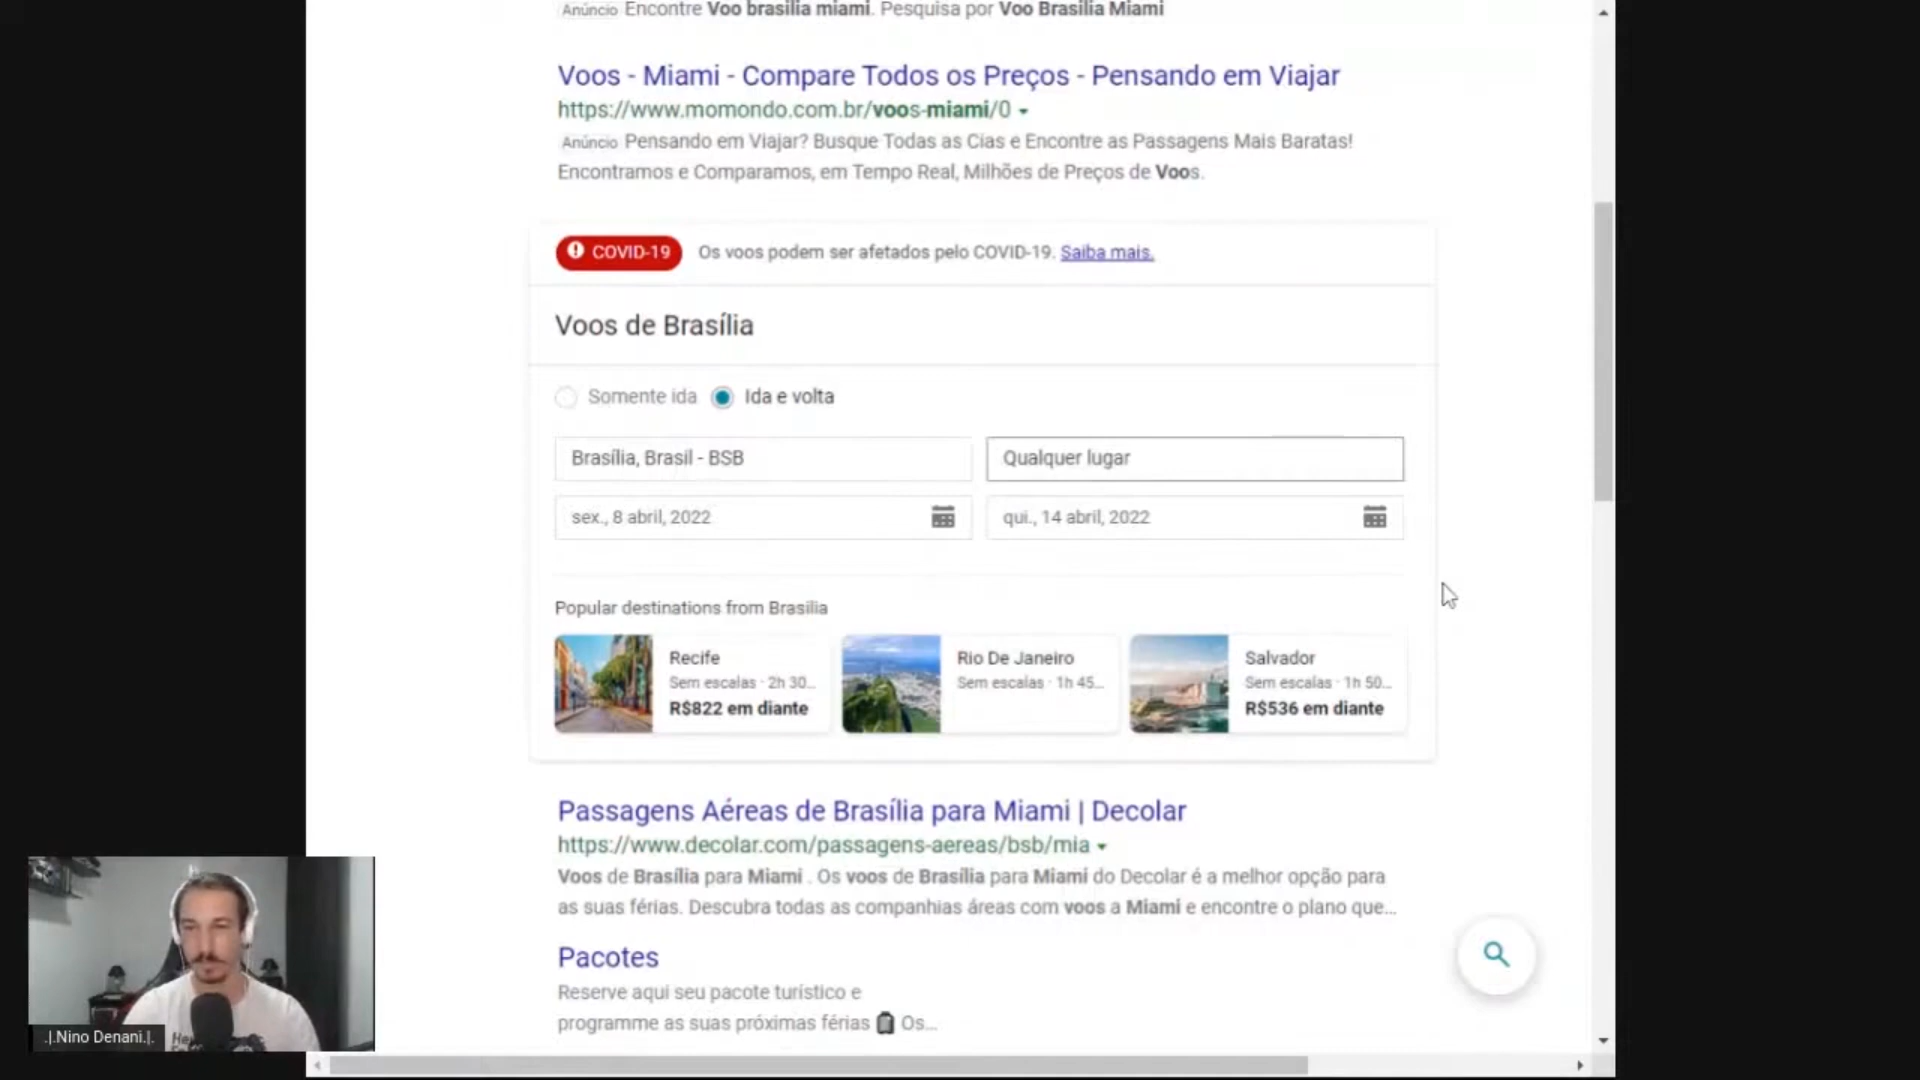 Anúncio Encontre Voo brasilia miami. Pesquisa por Voo Brasilia Miami
Voos - Miami - Compare Todos os Preços - Pensando em Viajar
https://www.momondo.com.br/voos-miami/0
Anúncio Pensando em Viajar? Busque Todas as Cias e Encontre as Passagens Mais Baratas!
Encontramos e Comparamos, em Tempo Real, Milhões de Preços de Voos.
COVID-19 Os voos podem ser afetados pelo COVID-19. Saiba mais.
Voos de Brasília
Somente ida Ida e volta
Brasília, Brasil - BSB Qualquer lugar
sex., 8 abril, 2022 qui., 14 abril, 2022
Popular destinations from Brasilia
Recife
Sem escalas · 2h 30...
R$822 em diante
Rio De Janeiro
Sem escalas · 1h 45...
Salvador
Sem escalas · 1h 50...
R$536 em diante
Passagens Aéreas de Brasília para Miami | Decolar
https://www.decolar.com/passagens-aereas/bsb/mia
Voos de Brasília para Miami . Os voos de Brasília para Miami do Decolar é a melhor opção para
as suas férias. Descubra todas as companhias áreas com voos a Miami e encontre o plano que...
Pacotes
Reserve aqui seu pacote turístico e
programme as suas próximas férias Os...
.|.Nino Denani.|.